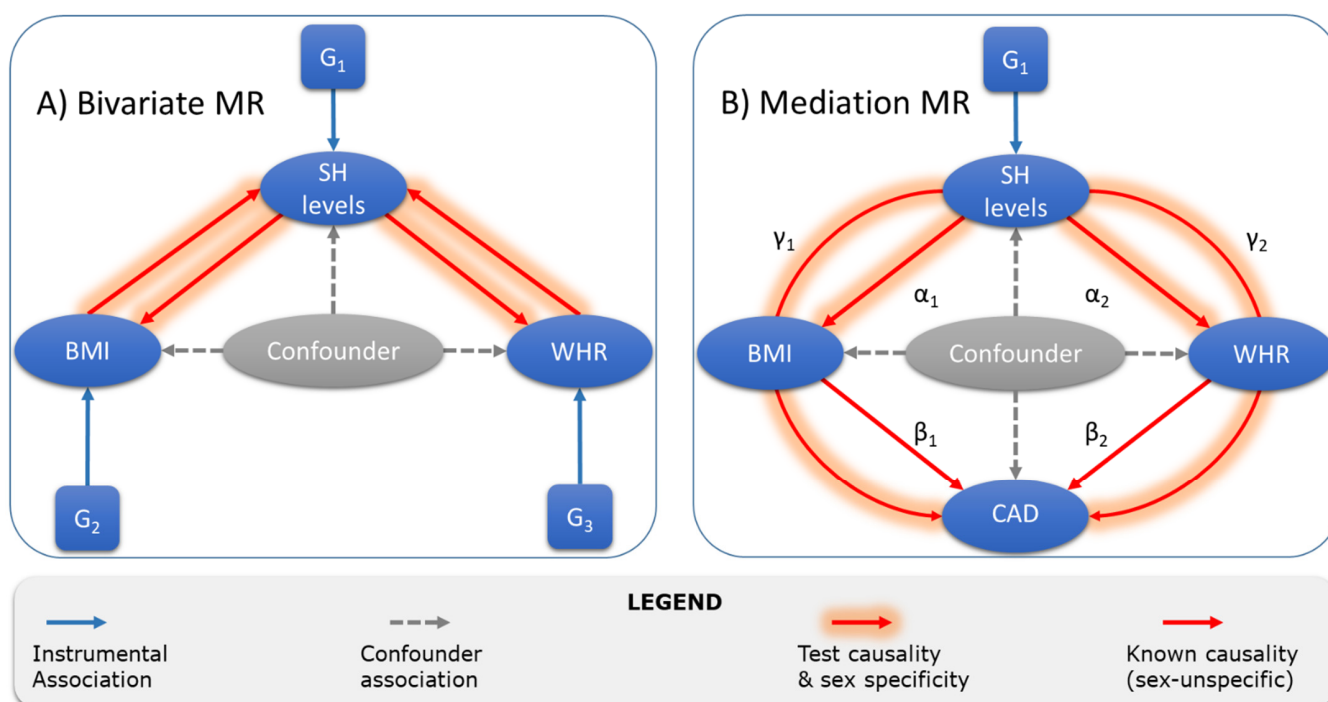 A) Bivariate MR
G₁
SH
levels
BMI
Confounder
WHR
G₂
G₃
B) Mediation MR
G₁
SH
levels
γ₁
γ₂
α₁
α₂
BMI
Confounder
WHR
β₁
β₂
CAD
LEGEND
Instrumental
Association
Confounder
association
Test causality
& sex specificity
Known causality
(sex-unspecific)